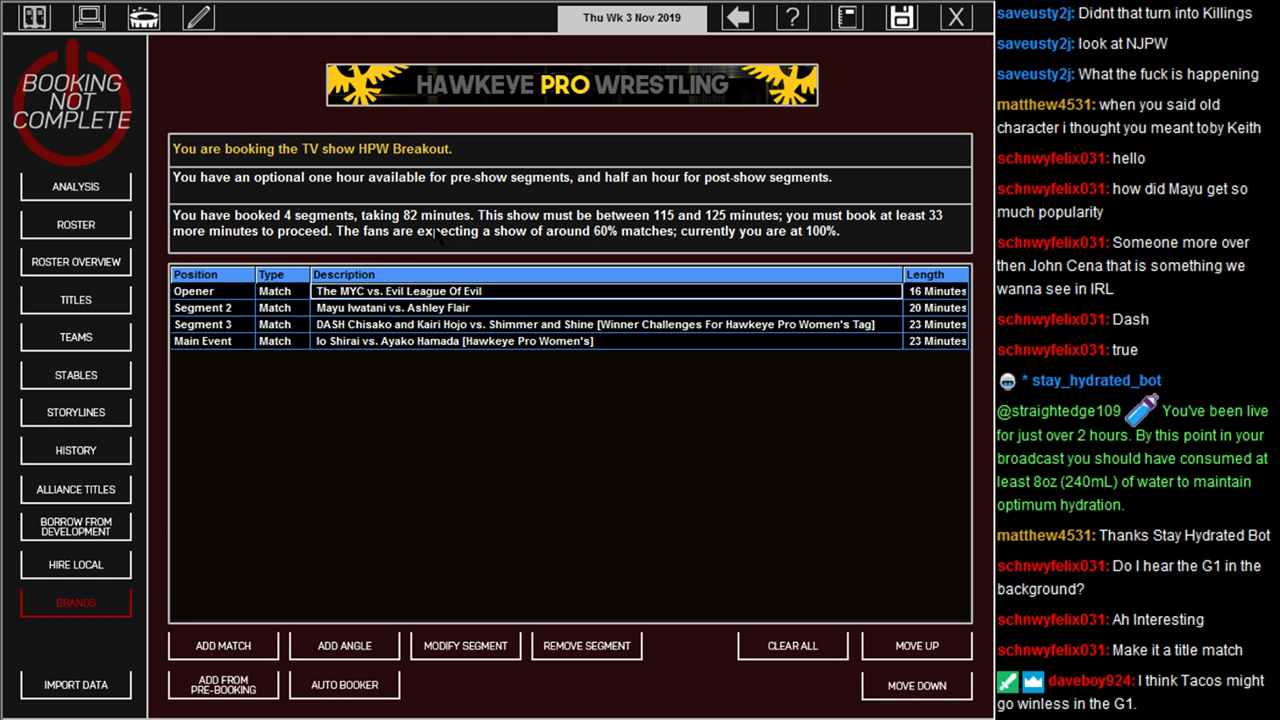 Thu Wk 3 Nov 2019
?
X
BOOKING
NOT
COMPLETE
ANALYSIS
ROSTER
ROSTER OVERVIEW
TITLES
TEAMS
STABLES
STORYLINES
HISTORY
ALLIANCE TITLES
BORROW FROM
DEVELOPMENT
HIRE LOCAL
BRANDS
IMPORT DATA
HAWKEYE PRO WRESTLING
You are booking the TV show HPW Breakout.
You have an optional one hour available for pre-show segments, and half an hour for post-show segments.
You have booked 4 segments, taking 82 minutes. This show must be between 115 and 125 minutes; you must book at least 33
more minutes to proceed. The fans are expecting a show of around 60% matches; currently you are at 100%.
Position Type Description Length
Opener Match The MYC vs. Evil League Of Evil 16 Minutes
Segment 2 Match Mayu Iwatani vs. Ashley Flair 20 Minutes
Segment 3 Match DASH Chisako and Kairi Hojo vs. Shimmer and Shine [Winner Challenges For Hawkeye Pro Women's Tag] 23 Minutes
Main Event Match Io Shirai vs. Ayako Hamada [Hawkeye Pro Women's] 23 Minutes
ADD MATCH ADD ANGLE MODIFY SEGMENT REMOVE SEGMENT CLEAR ALL MOVE UP
ADD FROM
PRE-BOOKING
AUTO BOOKER MOVE DOWN
saveusty2j: Didnt that turn into Killings
saveusty2j: look at NJPW
saveusty2j: What the fuck is happening
matthew4531: when you said old
character i thought you meant toby Keith
schnwyfelix031: hello
schnwyfelix031: how did Mayu get so
much popularity
schnwyfelix031: Someone more over
then John Cena that is something we
wanna see in IRL
schnwyfelix031: Dash
schnwyfelix031: true
* stay_hydrated_bot
@straightedge109 You've been live
for just over 2 hours. By this point in your
broadcast you should have consumed at
least 8oz (240mL) of water to maintain
optimum hydration.
matthew4531: Thanks Stay Hydrated Bot
schnwyfelix031: Do I hear the G1 in the
background?
schnwyfelix031: Ah Interesting
schnwyfelix031: Make it a title match
daveboy924: I think Tacos might
go winless in the G1.